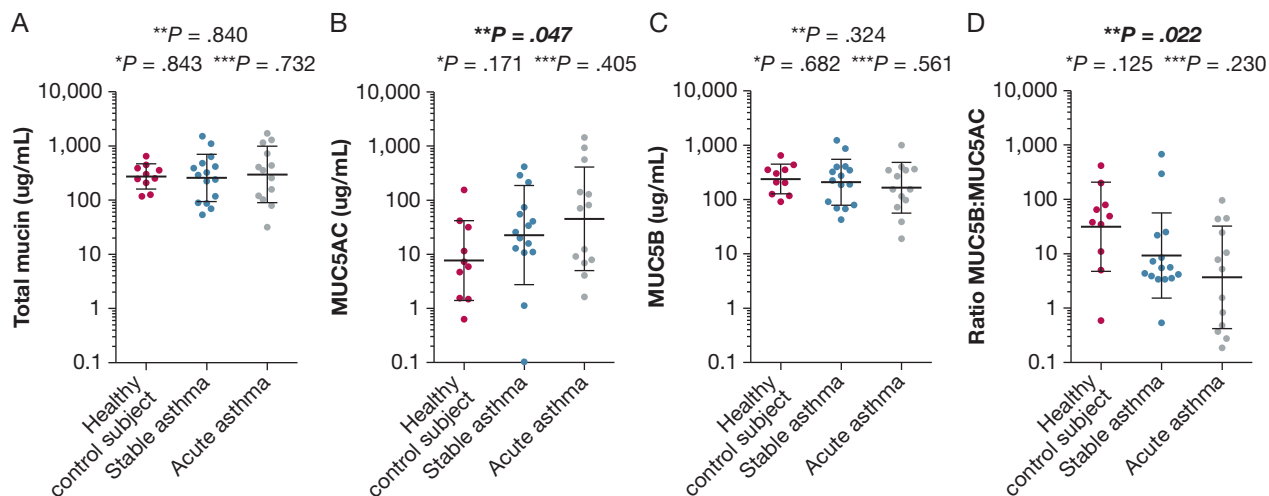 A
**P = .840
*P = .843 ***P = .732
Total mucin (ug/mL)
10,000
1,000
100
10
1
0.1
Healthy
control subject
Stable asthma
Acute asthma
B
**P = .047
*P = .171 ***P = .405
MUC5AC (ug/mL)
10,000
1,000
100
10
1
0.1
Healthy
control subject
Stable asthma
Acute asthma
C
**P = .324
*P = .682 ***P = .561
MUC5B (ug/mL)
10,000
1,000
100
10
1
0.1
Healthy
control subject
Stable asthma
Acute asthma
D
**P = .022
*P = .125 ***P = .230
Ratio MUC5B:MUC5AC
10,000
1,000
100
10
1
0.1
Healthy
control subject
Stable asthma
Acute asthma